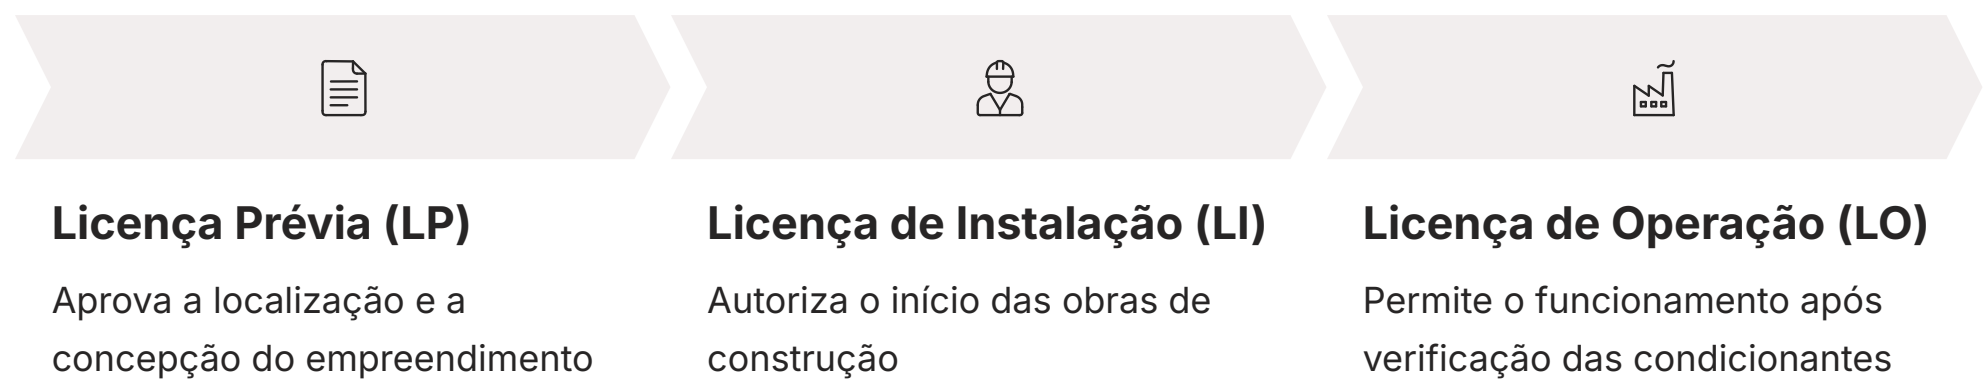 Licença Prévia (LP)
Aprova a localização e a
concepção do empreendimento
Licença de Instalação (LI)
Autoriza o início das obras de
construção
Licença de Operação (LO)
Permite o funcionamento após
verificação das condicionantes